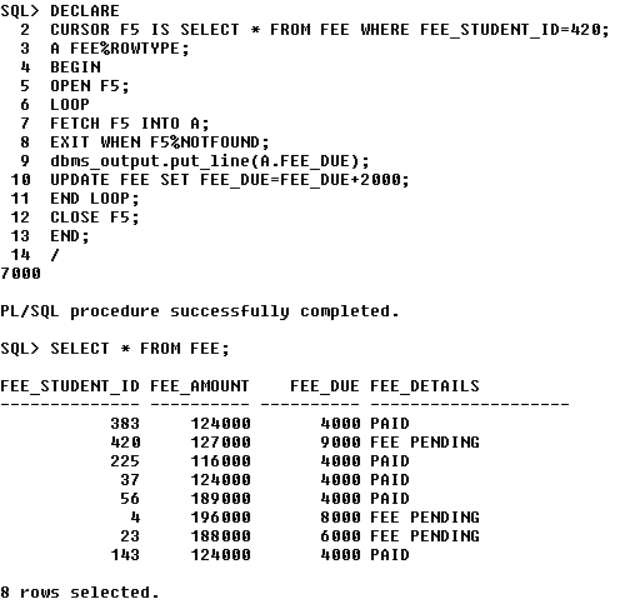 SQL> DECLARE
  2  CURSOR F5 IS SELECT * FROM FEE WHERE FEE_STUDENT_ID=420;
  3  A FEE%ROWTYPE;
  4  BEGIN
  5  OPEN F5;
  6  LOOP
  7  FETCH F5 INTO A;
  8  EXIT WHEN F5%NOTFOUND;
  9  dbms_output.put_line(A.FEE_DUE);
 10  UPDATE FEE SET FEE_DUE=FEE_DUE+2000;
 11  END LOOP;
 12  CLOSE F5;
 13  END;
 14  /
7000
PL/SQL procedure successfully completed.
SQL> SELECT * FROM FEE;
FEE_STUDENT_ID FEE_AMOUNT    FEE_DUE FEE_DETAILS
-------------- ---------- ---------- --------------------
           383     124000       4000 PAID
           420     127000       9000 FEE PENDING
           225     116000       4000 PAID
            37     124000       4000 PAID
            56     189000       4000 PAID
             4     196000       8000 FEE PENDING
            23     188000       6000 FEE PENDING
           143     124000       4000 PAID
8 rows selected.